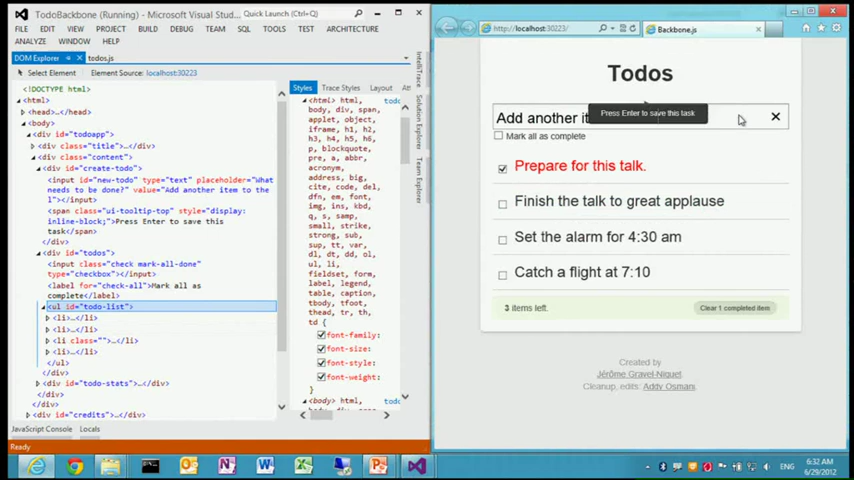 TodoBackbone (Running) - Microsoft Visual Stud...
Quick Launch (Ctrl+Q)
FILE EDIT VIEW PROJECT BUILD DEBUG TEAM SQL TOOLS TEST ARCHITECTURE
ANALYZE WINDOW HELP
DOM Explorer
todos.js
Select Element Element Source: localhost:30223
<!DOCTYPE html>
<html>
<head>...</head>
<body>
<div id="todoapp">
<div class="title">...</div>
<div class="content">
<div id="create-todo">
<input id="new-todo" type="text" placeholder="What
needs to be done?" value="Add another item to the
l"></input>
<span class="ui-tooltip-top" style="display:
inline-block;">Press Enter to save this
task</span>
</div>
<div id="todos">
<input class="check mark-all-done"
type="checkbox"></input>
<label for="check-all">Mark all as
complete</label>
<ul id="todo-list">
<li>...</li>
<li>...</li>
<li class="">...</li>
<li>...</li>
</ul>
<div id="todo-stats">...</div>
</div>
</div>
<div id="credits">...</div>
JavaScript Console Locals
Ready
Styles Trace Styles Layout
html> html,
body, div, span,
applet, object,
iframe, h1, h2,
h3, h4, h5, h6,
p, blockquote,
pre, a, abbr,
acronym,
address, big,
cite, code, del,
dfn, em, font,
img, ins, kbd,
q, s, samp,
small, strike,
strong, sub,
sup, tt, var,
dl, dt, dd, ol,
ul, li,
fieldset, form,
label, legend,
table, caption,
tbody, tfoot,
thead, tr, th,
td {
font-family:
font-size:
font-style:
font-weight:
}
<body> html,
IntelliTrace
Solution Explorer
Team Explorer
http://localhost:30223/
Backbone.js
Todos
Add another it
Press Enter to save this task
Mark all as complete
Prepare for this talk.
Finish the talk to great applause
Set the alarm for 4:30 am
Catch a flight at 7:10
3 items left.
Clear 1 completed item
Created by
Jérôme Gravel-Niquet
Cleanup, edits: Addy Osmani.
ENG
6:32 AM
6/29/2012